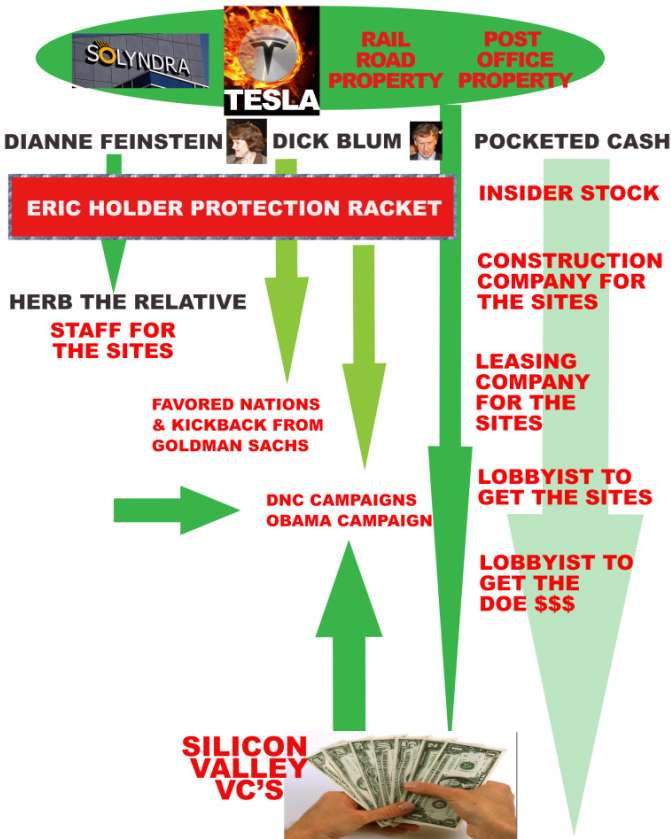 SOLYNDRA
TESLA
RAIL
ROAD
PROPERTY
POST
OFFICE
PROPERTY
DIANNE FEINSTEIN
DICK BLUM
POCKETED CASH
ERIC HOLDER PROTECTION RACKET
INSIDER STOCK
CONSTRUCTION
COMPANY FOR
THE SITES
HERB THE RELATIVE
STAFF FOR
THE SITES
LEASING
COMPANY
FOR THE
SITES
FAVORED NATIONS
& KICKBACK FROM
GOLDMAN SACHS
LOBBYIST TO
GET THE SITES
DNC CAMPAIGNS
OBAMA CAMPAIGN
LOBBYIST TO
GET THE
DOE $$$
SILICON
VALLEY
VC'S